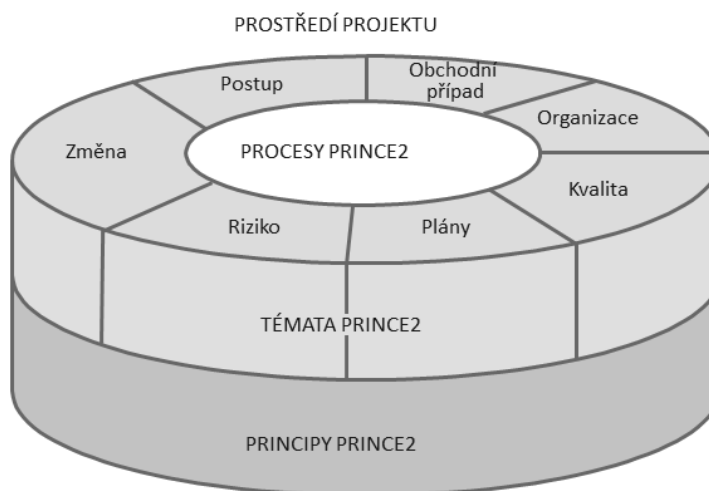 PROSTŘEDÍ PROJEKTU
Postup
Obchodní
případ
Organizace
Změna
PROCESY PRINCE2
Kvalita
Riziko
Plány
TÉMATA PRINCE2
PRINCIPY PRINCE2